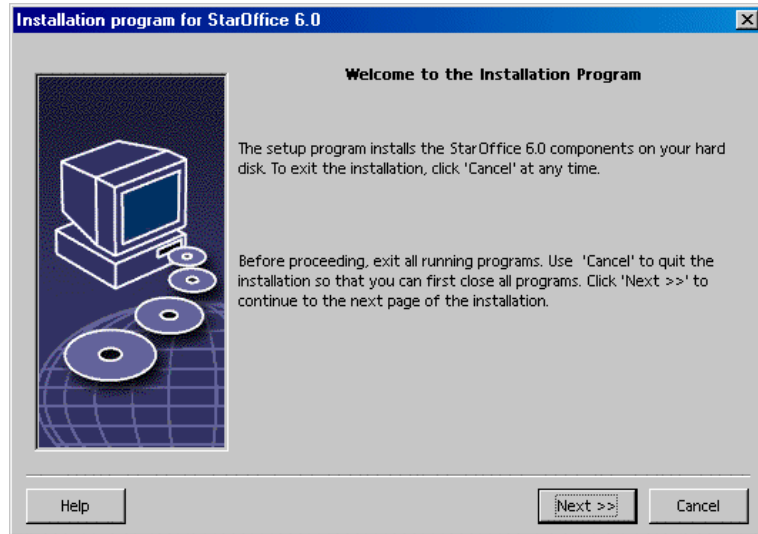 Installation program for StarOffice 6.0
Welcome to the Installation Program
The setup program installs the StarOffice 6.0 components on your hard
disk. To exit the installation, click 'Cancel' at any time.
Before proceeding, exit all running programs. Use  'Cancel' to quit the
installation so that you can first close all programs. Click 'Next >>' to
continue to the next page of the installation.
Help
Next >>
Cancel